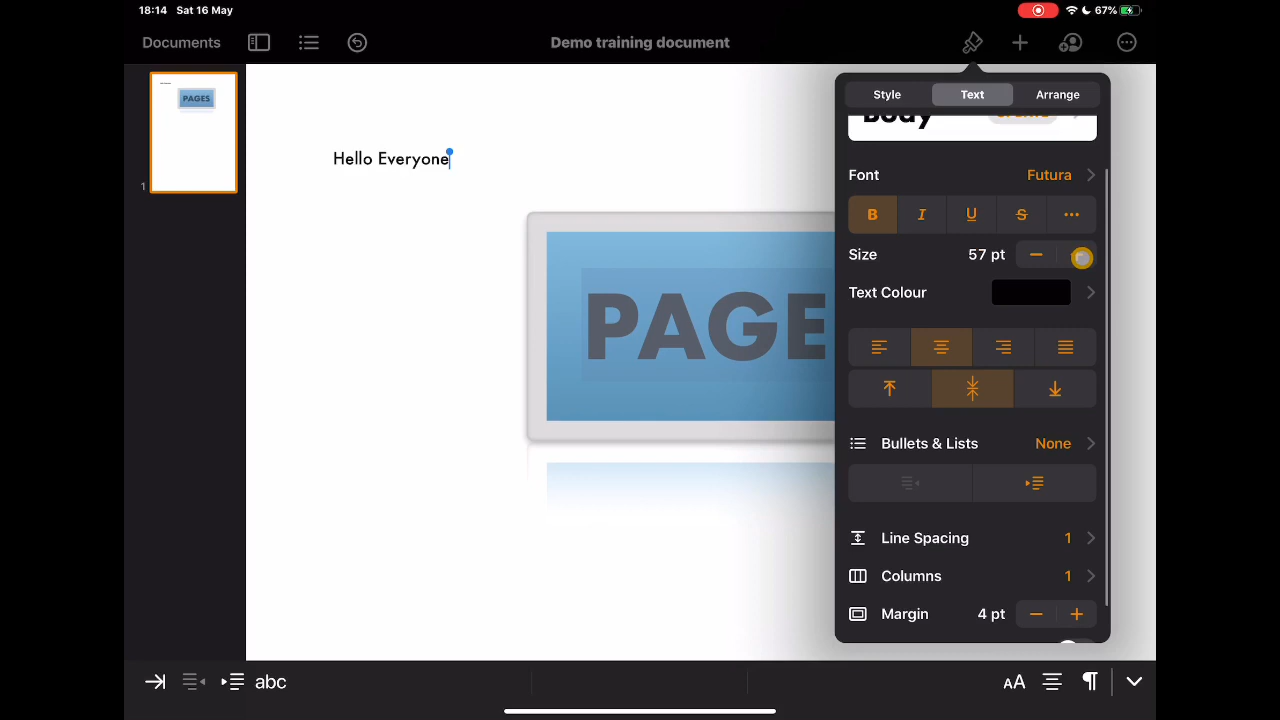 18:14 Sat 16 May 67%
Documents Demo training document
PAGES
1
Style Text Arrange
Body
Font Futura
B I U S
Size 57 pt
Text Colour
Bullets & Lists None
Line Spacing 1
Columns 1
Margin 4 pt
Hello Everyone
PAGE
abc
AA